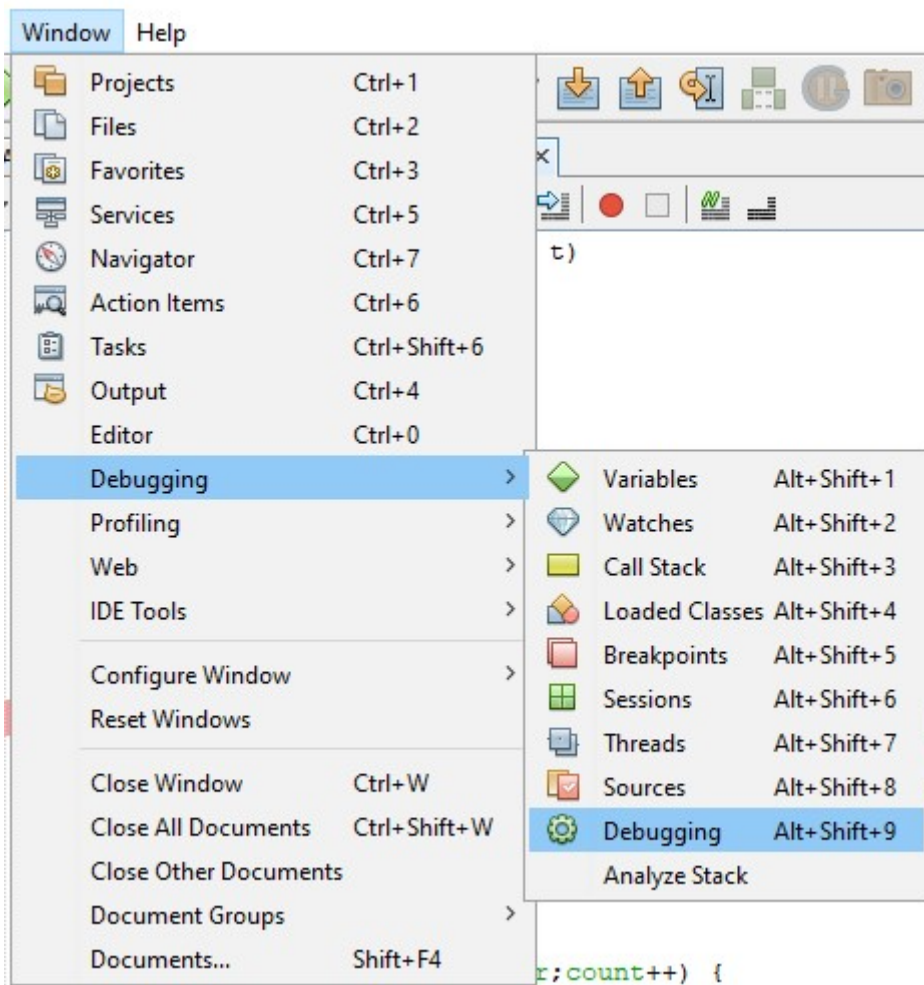 Window Help
Projects Ctrl+1
Files Ctrl+2
Favorites Ctrl+3
Services Ctrl+5
Navigator Ctrl+7
t)
Action Items Ctrl+6
Tasks Ctrl+Shift+6
Output Ctrl+4
Editor Ctrl+0
Debugging
Variables Alt+Shift+1
Profiling
Watches Alt+Shift+2
Web
Call Stack Alt+Shift+3
IDE Tools
Loaded Classes Alt+Shift+4
Breakpoints Alt+Shift+5
Configure Window
Sessions Alt+Shift+6
Reset Windows
Threads Alt+Shift+7
Close Window Ctrl+W
Sources Alt+Shift+8
Close All Documents Ctrl+Shift+W
Debugging Alt+Shift+9
Close Other Documents
Analyze Stack
Document Groups
Documents... Shift+F4
r;count++) {